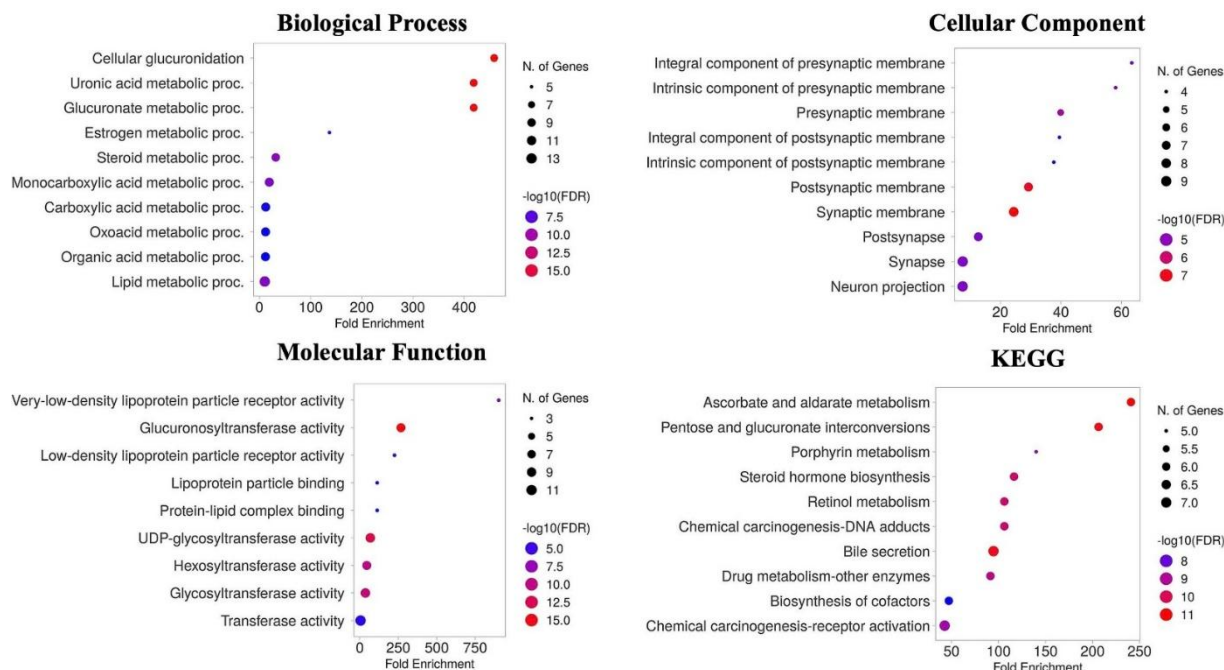 Biological Process
Cellular glucuronidation
Uronic acid metabolic proc.
Glucuronate metabolic proc.
Estrogen metabolic proc.
Steroid metabolic proc.
Monocarboxylic acid metabolic proc.
Carboxylic acid metabolic proc.
Oxoacid metabolic proc.
Organic acid metabolic proc.
Lipid metabolic proc.
0 100 200 300 400
Fold Enrichment
N. of Genes
5
7
9
11
13
-log10(FDR)
7.5
10.0
12.5
15.0
Cellular Component
Integral component of presynaptic membrane
Intrinsic component of presynaptic membrane
Presynaptic membrane
Integral component of postsynaptic membrane
Intrinsic component of postsynaptic membrane
Postsynaptic membrane
Synaptic membrane
Postsynapse
Synapse
Neuron projection
20 40 60
Fold Enrichment
N. of Genes
4
5
6
7
8
9
-log10(FDR)
5
6
7
Molecular Function
Very-low-density lipoprotein particle receptor activity
Glucuronosyltransferase activity
Low-density lipoprotein particle receptor activity
Lipoprotein particle binding
Protein-lipid complex binding
UDP-glycosyltransferase activity
Hexosyltransferase activity
Glycosyltransferase activity
Transferase activity
0 250 500 750
Fold Enrichment
N. of Genes
3
5
7
9
11
-log10(FDR)
5.0
7.5
10.0
12.5
15.0
KEGG
Ascorbate and aldarate metabolism
Pentose and glucuronate interconversions
Porphyrin metabolism
Steroid hormone biosynthesis
Retinol metabolism
Chemical carcinogenesis-DNA adducts
Bile secretion
Drug metabolism-other enzymes
Biosynthesis of cofactors
Chemical carcinogenesis-receptor activation
50 100 150 200 250
Fold Enrichment
N. of Genes
5.0
5.5
6.0
6.5
7.0
-log10(FDR)
8
9
10
11